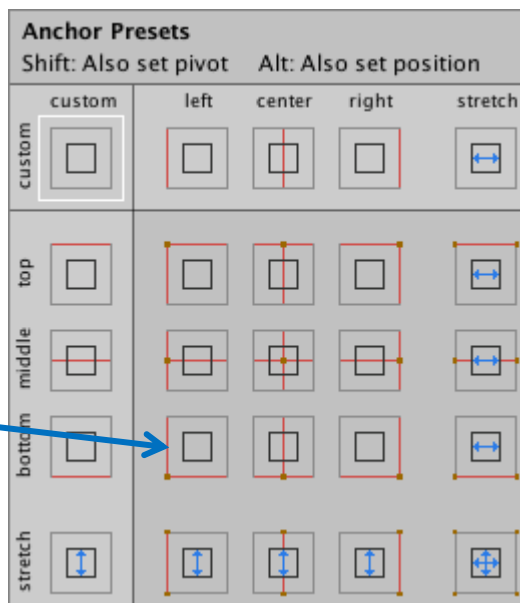 Anchor Presets
Shift: Also set pivot Alt: Also set position
custom left center right stretch
custom
top
middle
bottom
stretch